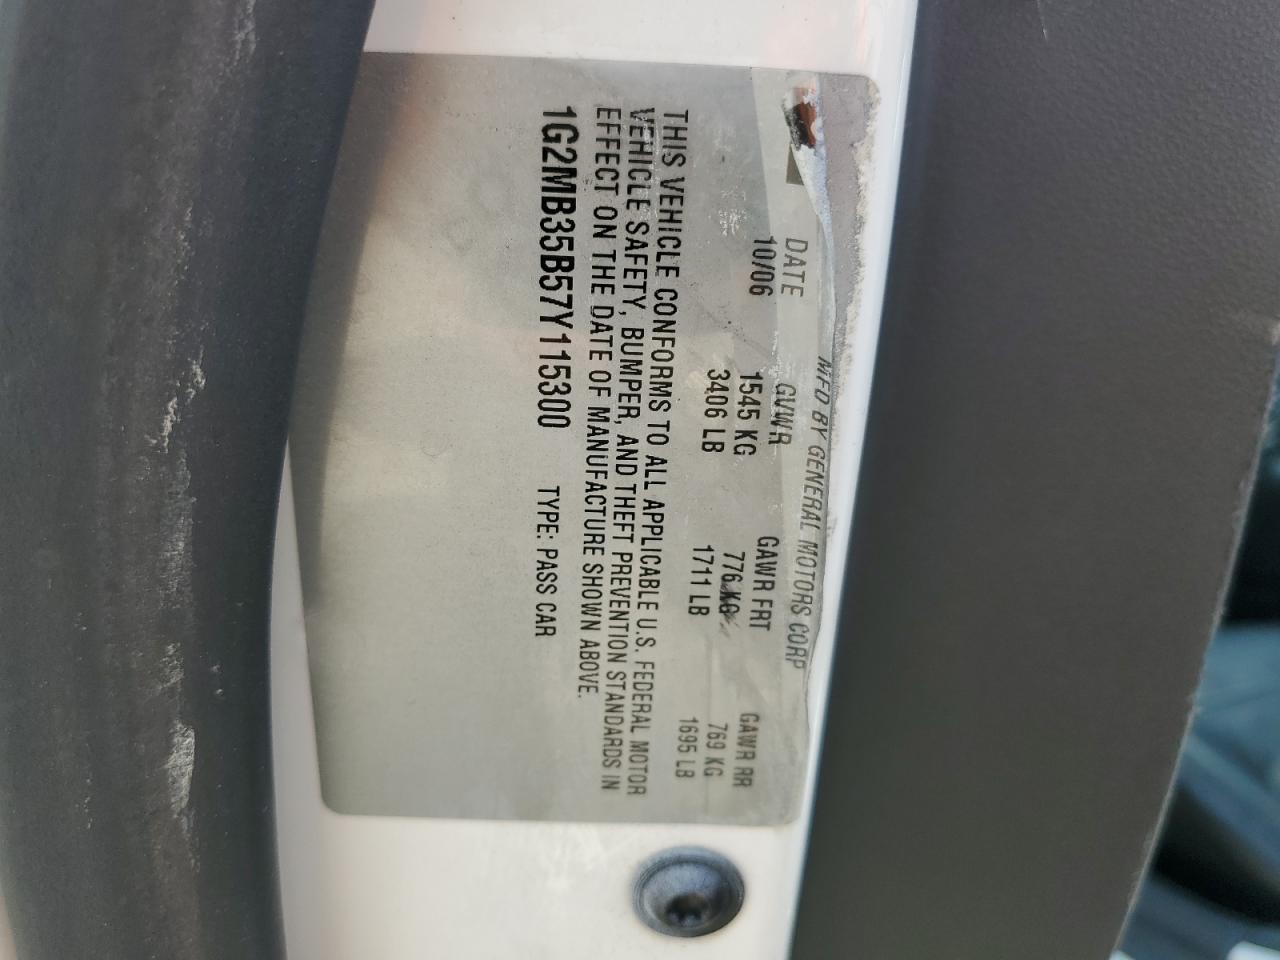 MFD BY GENERAL MOTORS CORP
DATE GVWR GAWR FRT GAWR RR
10/06 1545 KG 776 KG 769 KG
3406 LB 1711 LB 1695 LB
THIS VEHICLE CONFORMS TO ALL APPLICABLE U.S. FEDERAL MOTOR
VEHICLE SAFETY, BUMPER, AND THEFT PREVENTION STANDARDS IN
EFFECT ON THE DATE OF MANUFACTURE SHOWN ABOVE.
1G2MB35B57Y115300 TYPE: PASS CAR